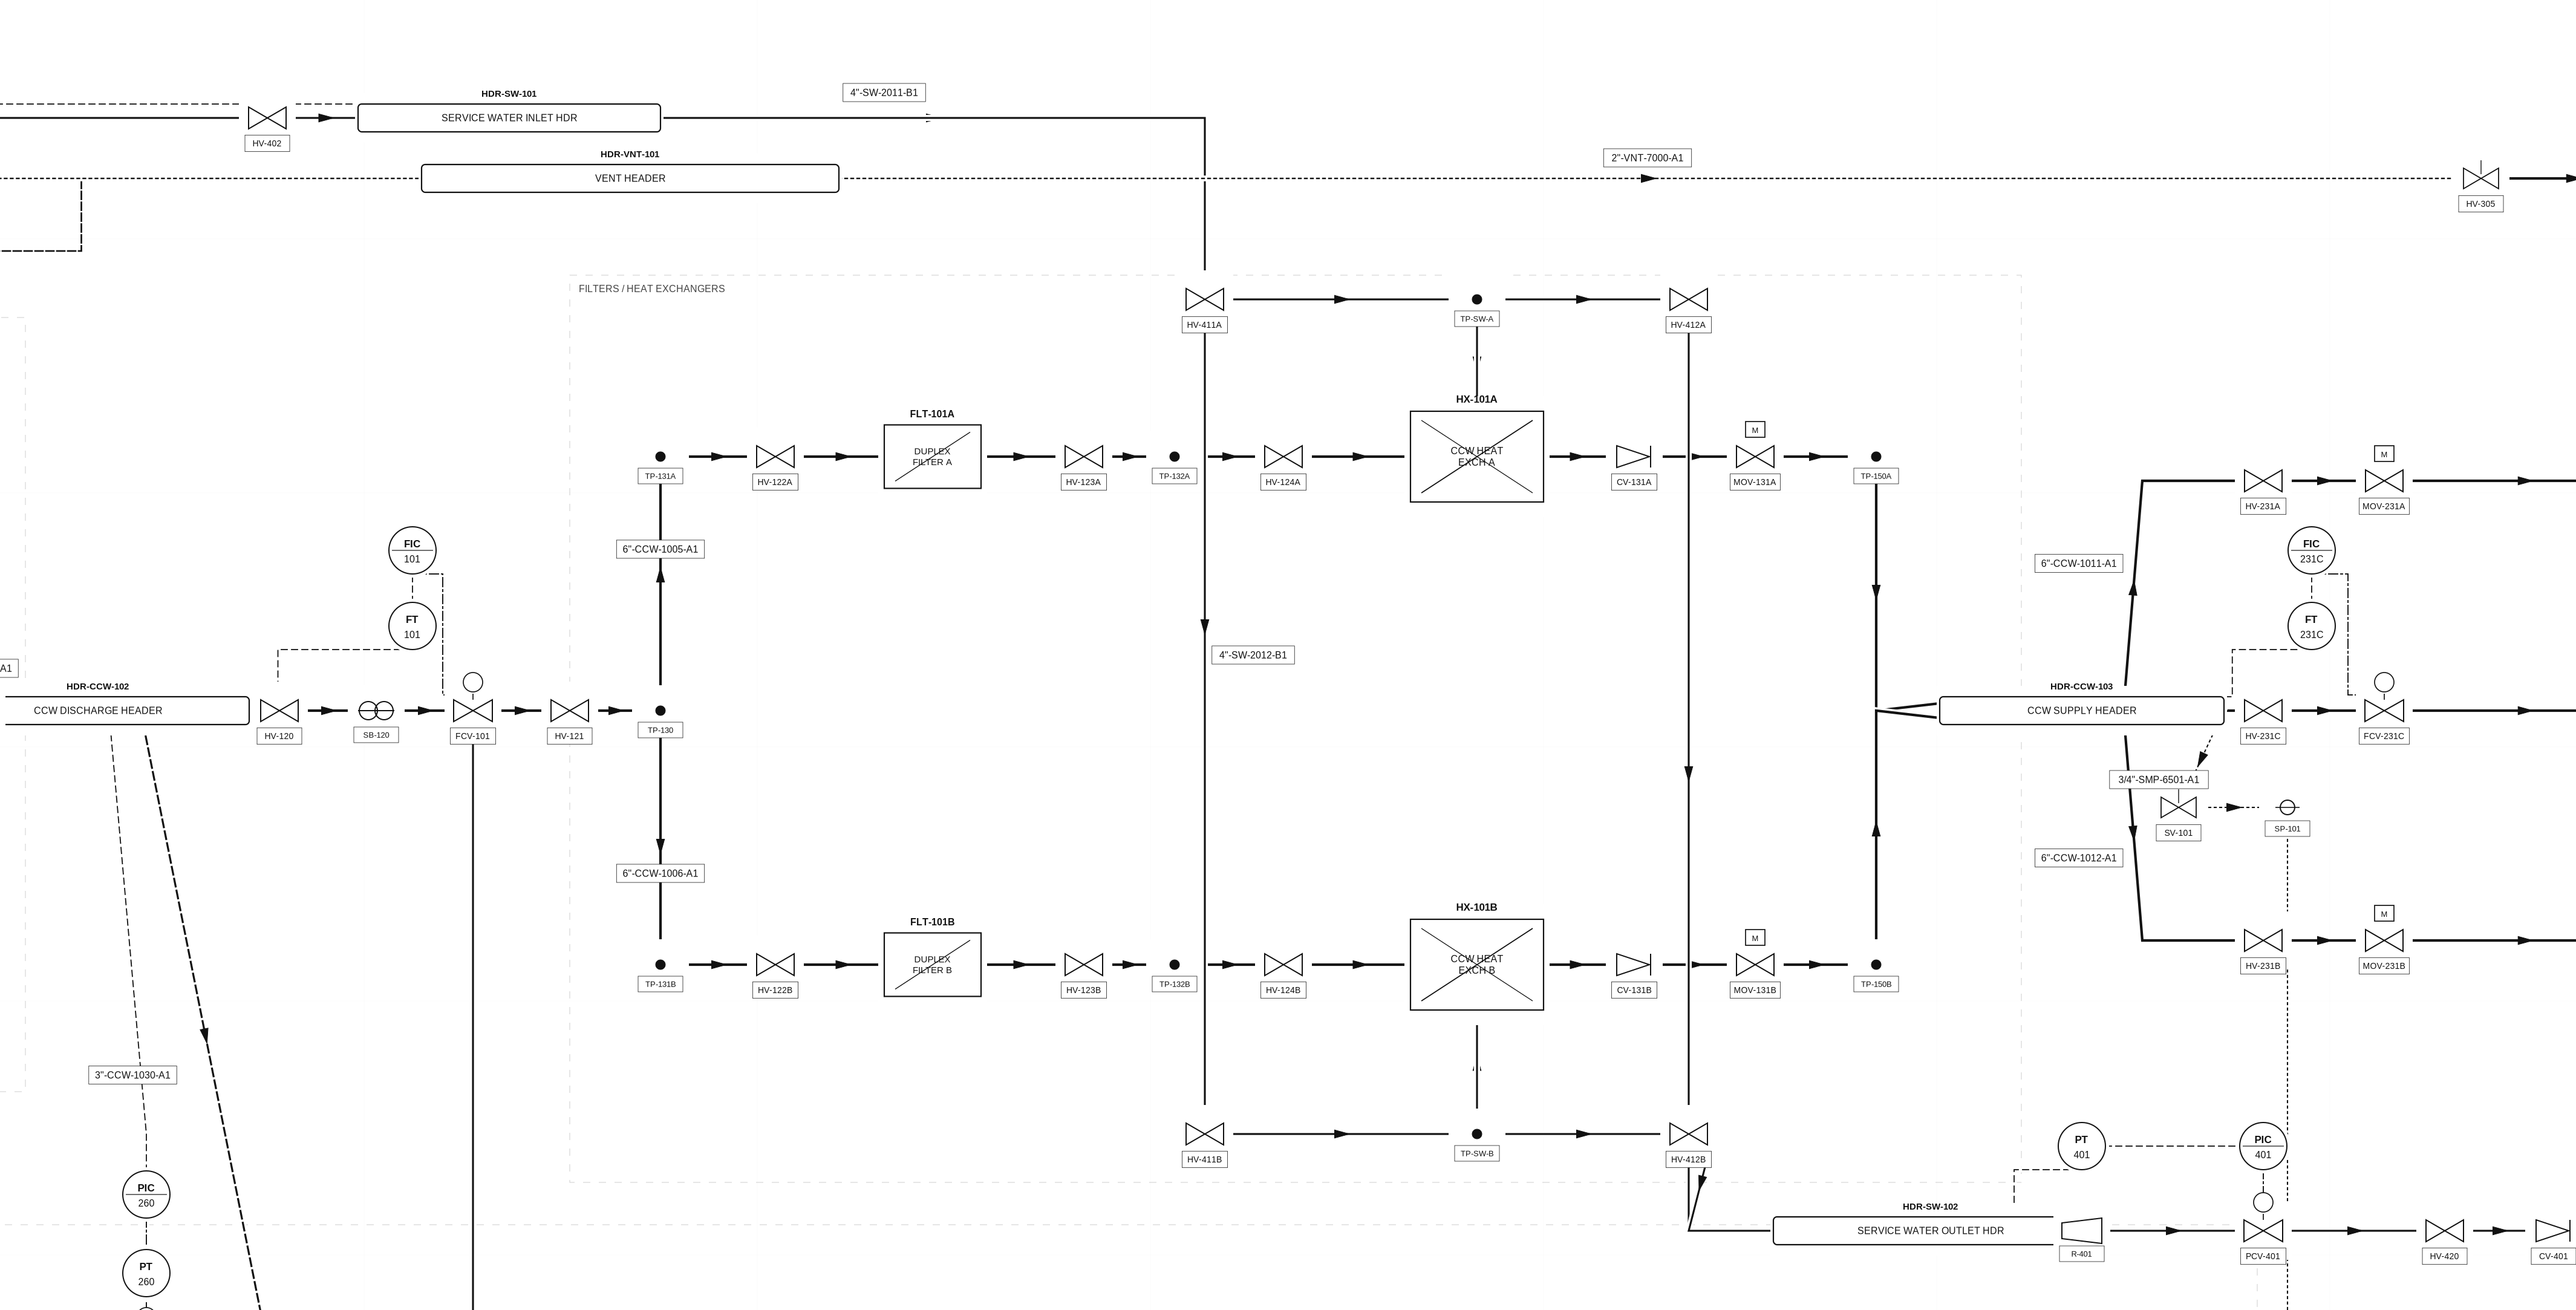 HDR-SW-101
4"-SW-2011-B1
SERVICE WATER INLET HDR
HV-402
HDR-VNT-101
2"-VNT-7000-A1
VENT HEADER
HV-305
FILTERS / HEAT EXCHANGERS
HV-411A
TP-SW-A
HV-412A
HX-101A
FLT-101A
M
M
DUPLEX
FILTER A
CCW HEAT
EXCH A
TP-131A
HV-122A
HV-123A
TP-132A
HV-124A
CV-131A
MOV-131A
TP-150A
HV-231A
MOV-231A
FIC
101
6"-CCW-1005-A1
FIC
231C
6"-CCW-1011-A1
FT
101
FT
231C
4"-SW-2012-B1
A1
HDR-CCW-102
HDR-CCW-103
CCW DISCHARGE HEADER
CCW SUPPLY HEADER
HV-120
SB-120
FCV-101
HV-121
TP-130
HV-231C
FCV-231C
3/4"-SMP-6501-A1
SV-101
SP-101
6"-CCW-1012-A1
6"-CCW-1006-A1
HX-101B
M
FLT-101B
M
DUPLEX
FILTER B
CCW HEAT
EXCH B
TP-131B
HV-122B
HV-123B
TP-132B
HV-124B
CV-131B
MOV-131B
TP-150B
HV-231B
MOV-231B
3"-CCW-1030-A1
HV-411B
TP-SW-B
HV-412B
PT
401
PIC
401
PIC
260
HDR-SW-102
SERVICE WATER OUTLET HDR
R-401
PCV-401
HV-420
CV-401
PT
260